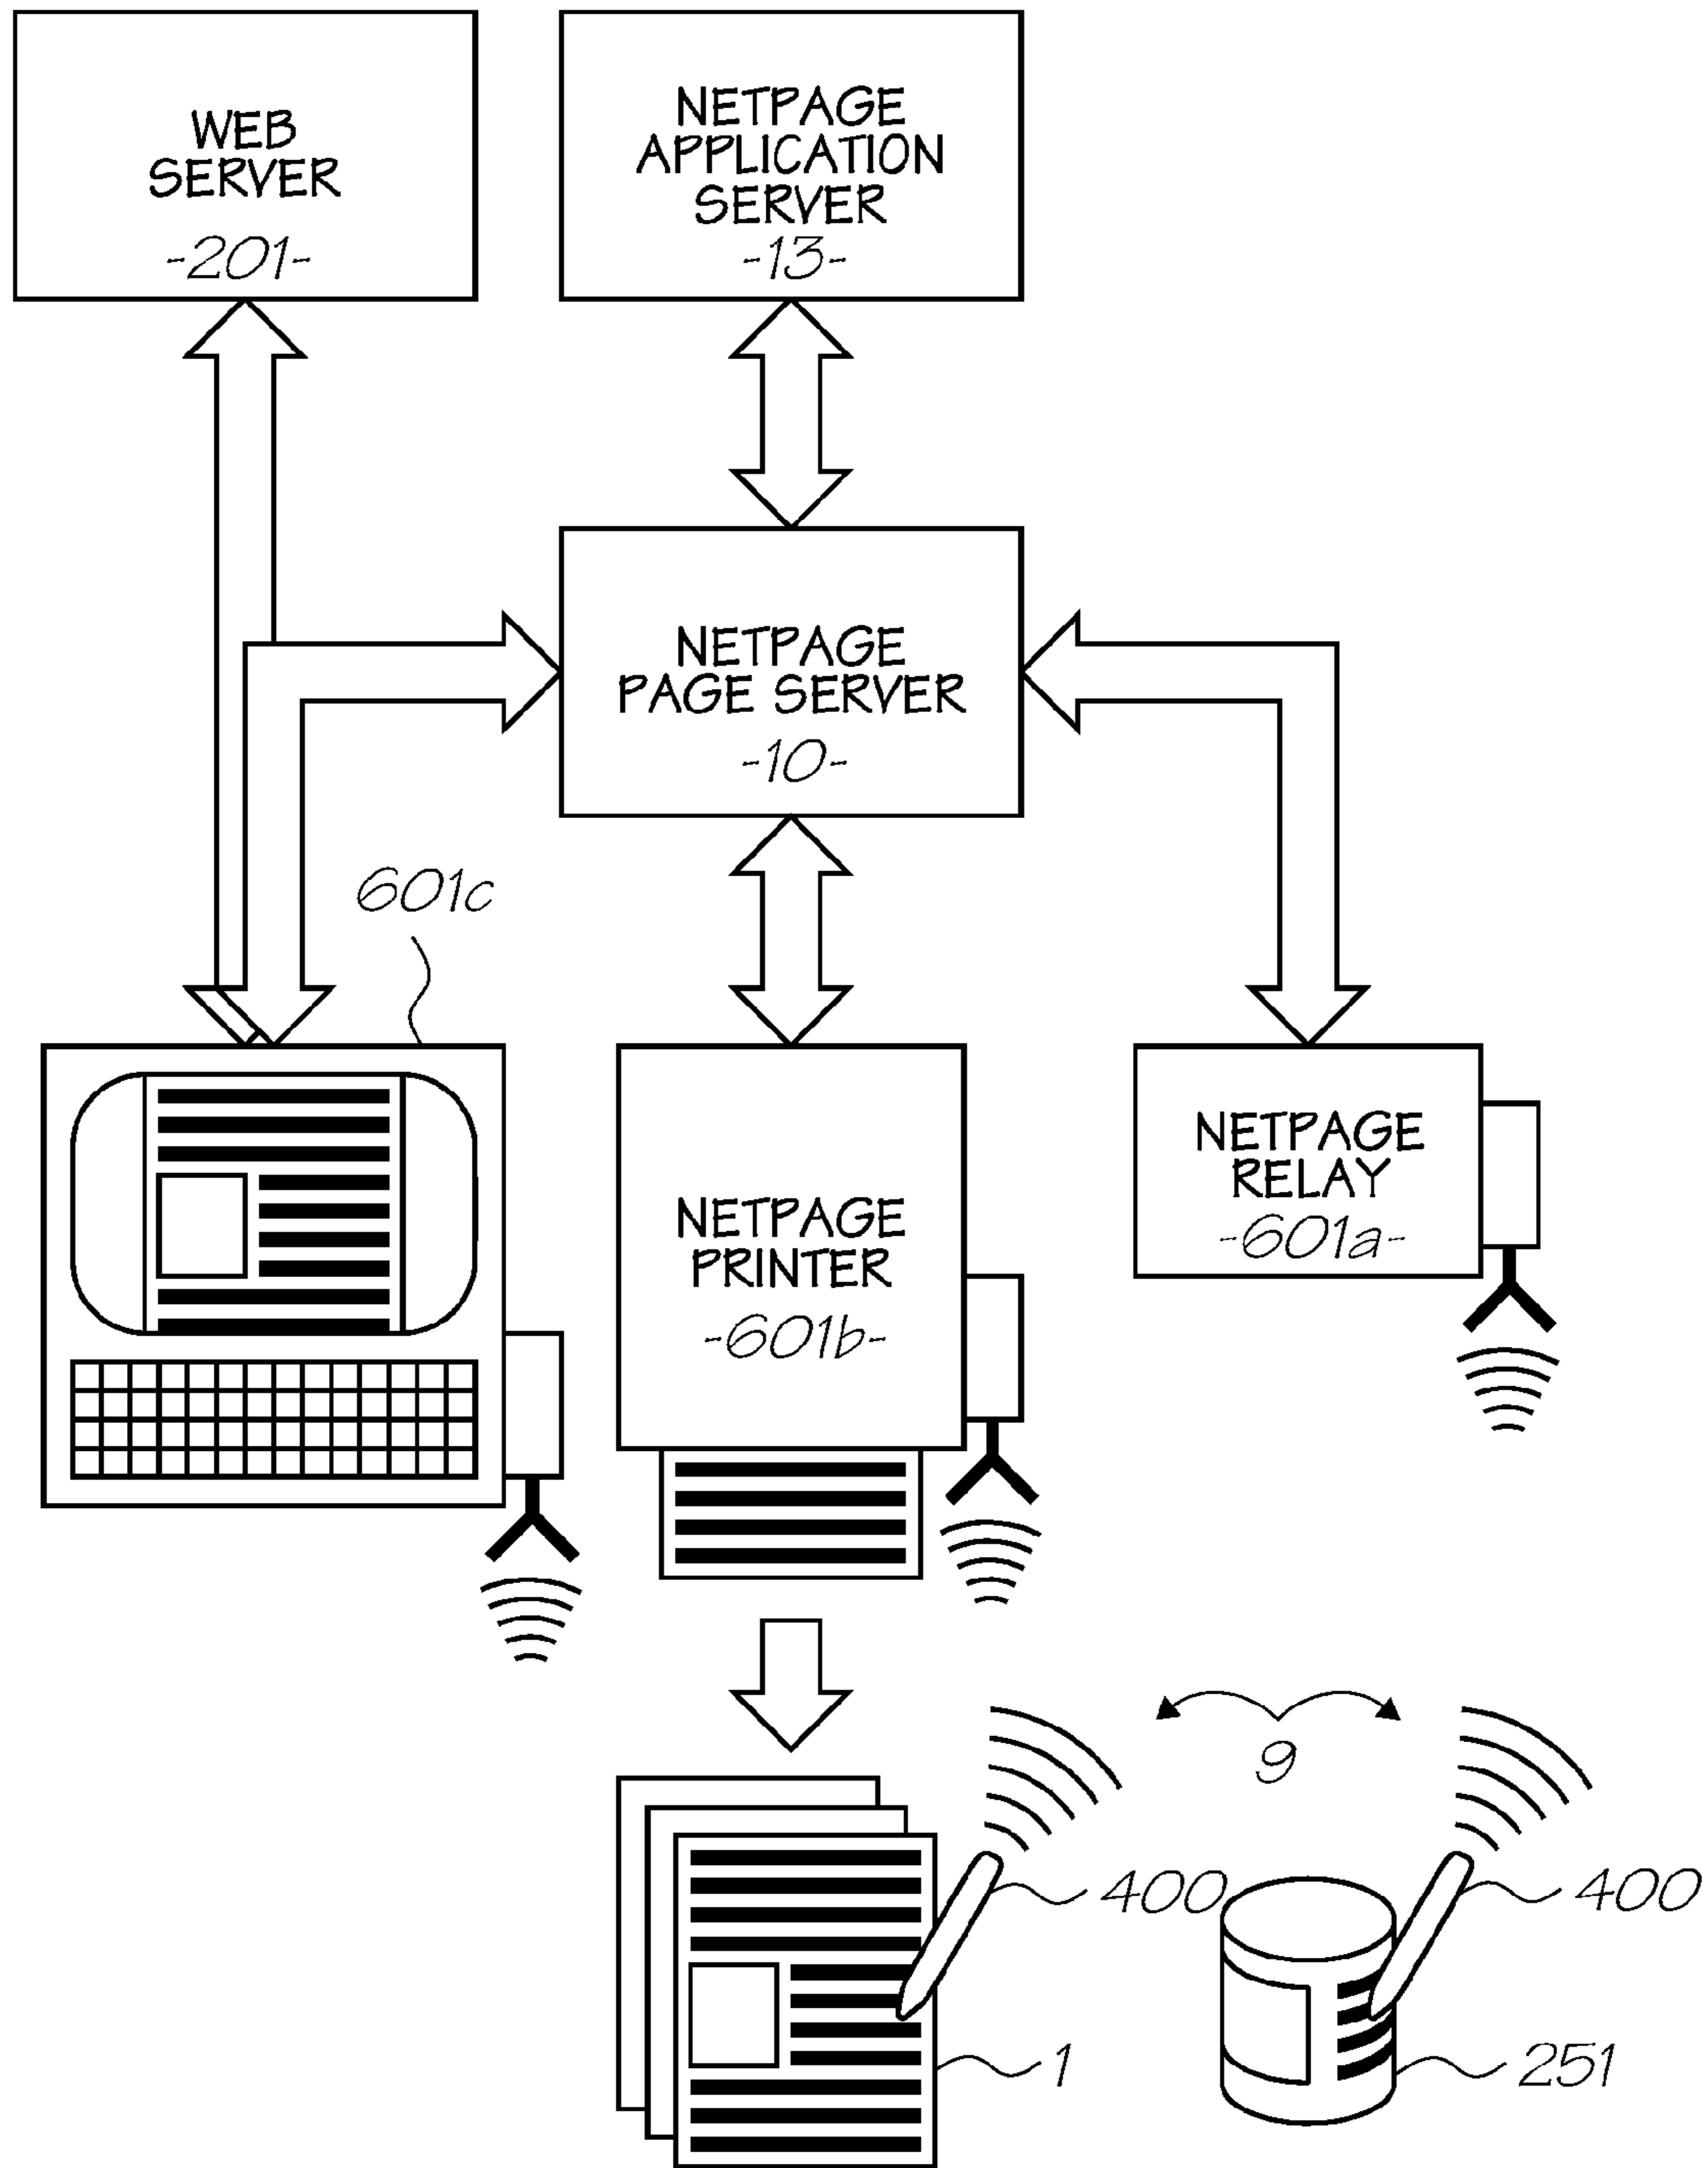 WEB
SERVER
-201-
NETPAGE
APPLICATION
SERVER
-13-
NETPAGE
PAGE SERVER
-10-
601c
NETPAGE
PRINTER
-601b-
NETPAGE
RELAY
-601a-
9
400
400
1
251